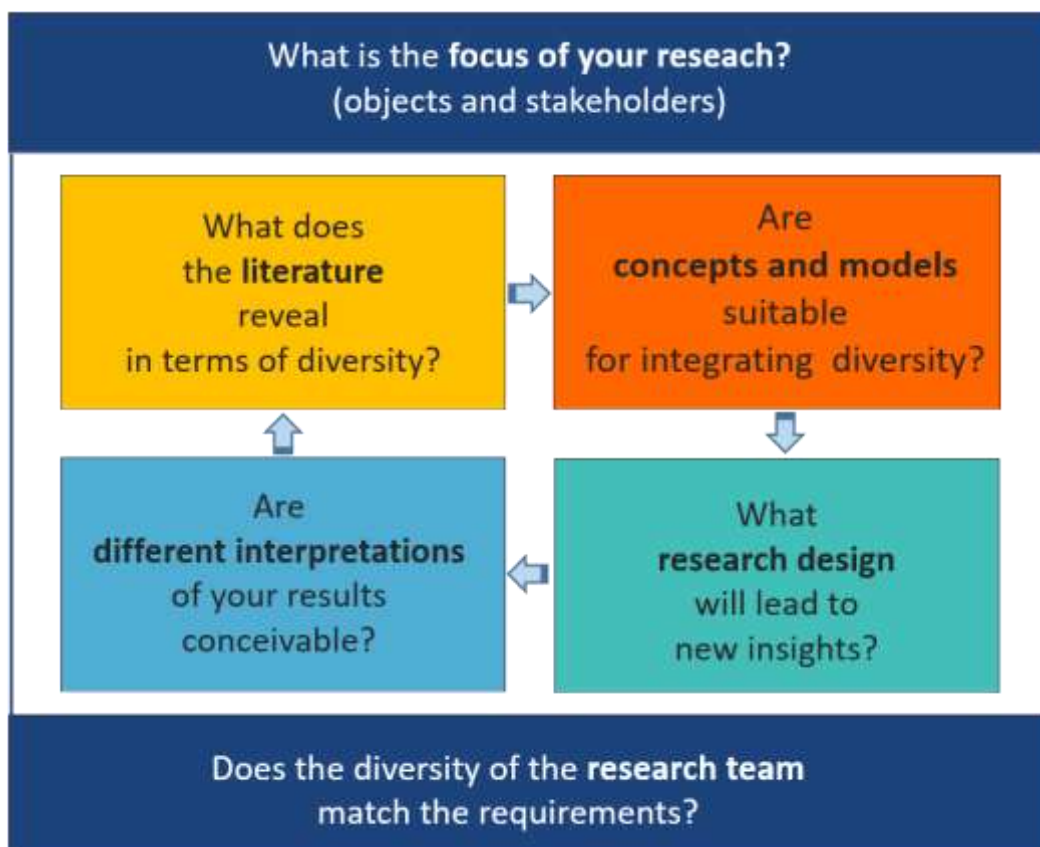 What is the focus of your reseach?
(objects and stakeholders)
What does
the literature
reveal
in terms of diversity?
Are
concepts and models
suitable
for integrating diversity?
Are
different interpretations
of your results
conceivable?
What
research design
will lead to
new insights?
Does the diversity of the research team
match the requirements?